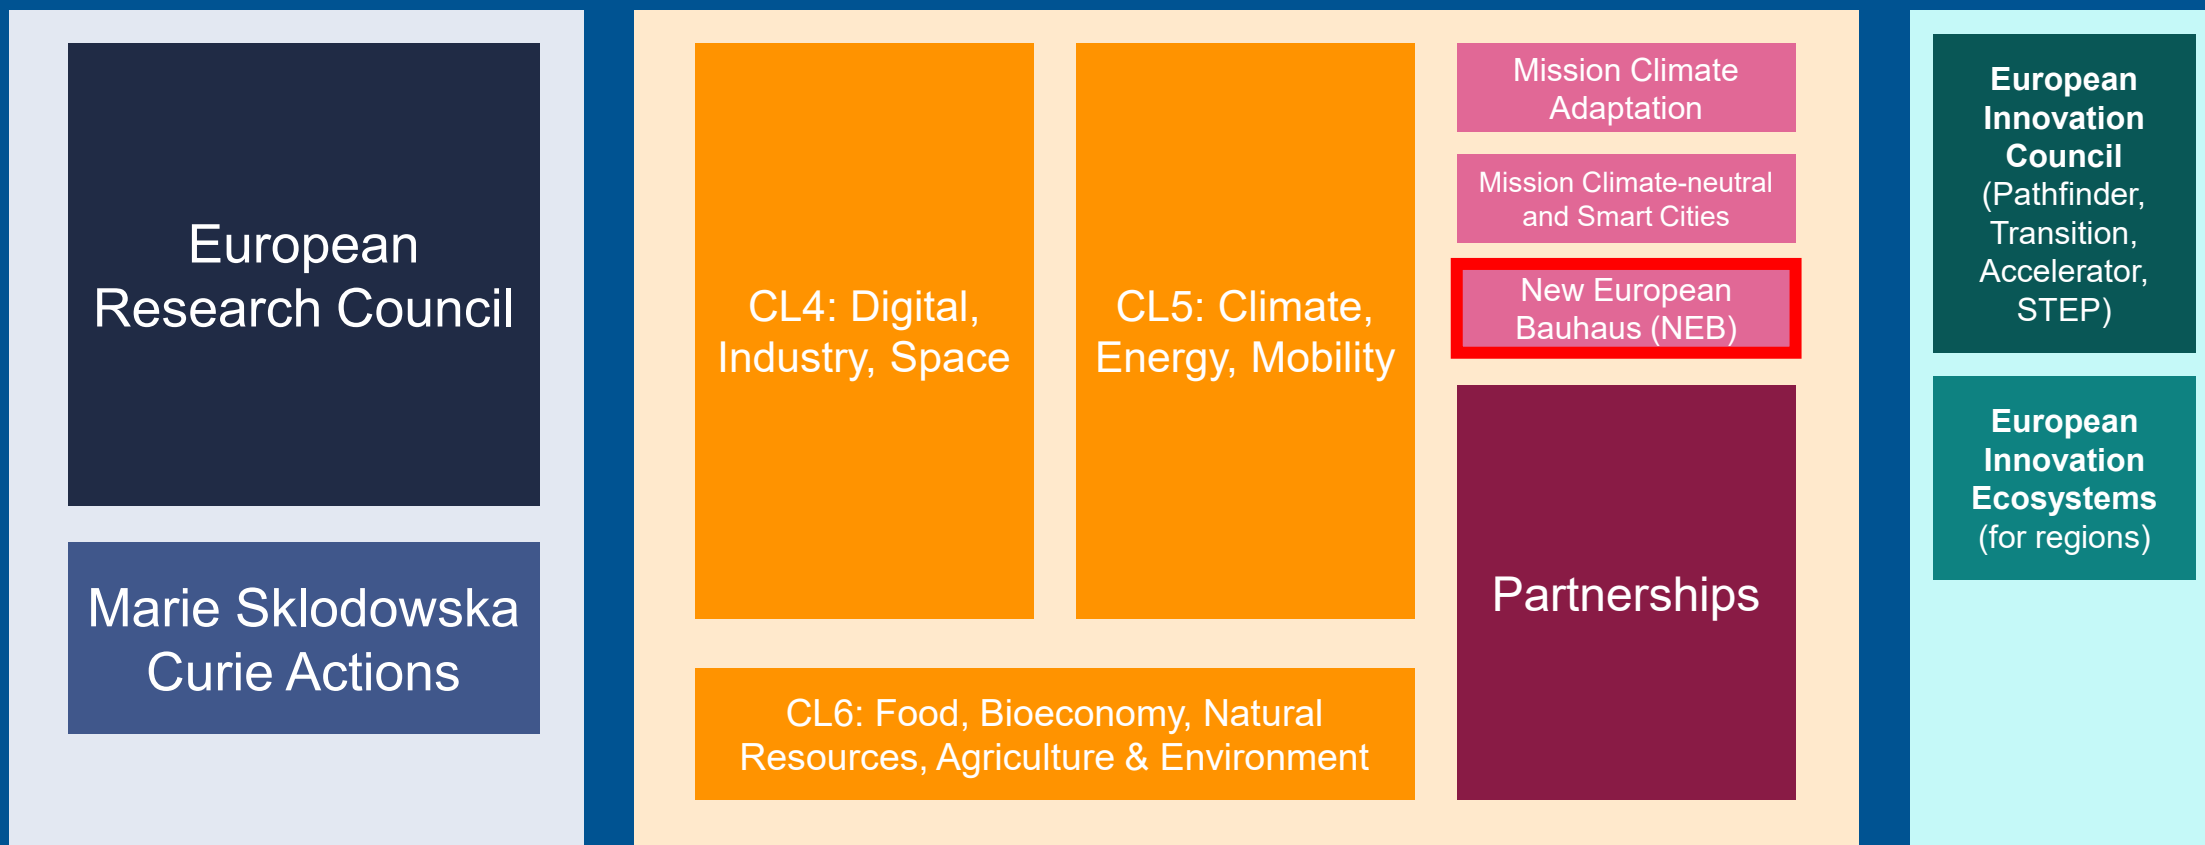 European
Research Council
Marie Sklodowska
Curie Actions
CL4: Digital,
Industry, Space
CL5: Climate,
Energy, Mobility
CL6: Food, Bioeconomy, Natural
Resources, Agriculture & Environment
Mission Climate
Adaptation
Mission Climate-neutral
and Smart Cities
New European
Bauhaus (NEB)
Partnerships
European
Innovation
Council
(Pathfinder,
Transition,
Accelerator,
STEP)
European
Innovation
Ecosystems
(for regions)